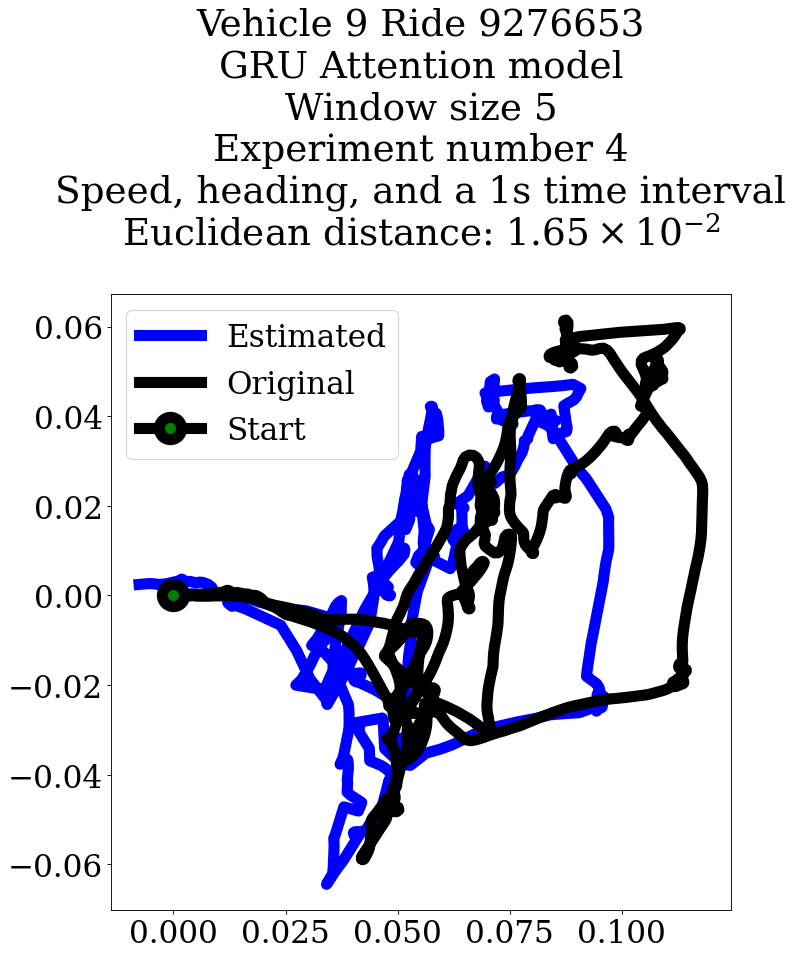 Vehicle 9 Ride 9276653
GRU Attention model
Window size 5
Experiment number 4
Speed, heading, and a 1s time interval
Euclidean distance: 1.65 × 10⁻²
Estimated
Original
Start
0.06
0.04
0.02
0.00
−0.02
−0.04
−0.06
0.000 0.025 0.050 0.075 0.100